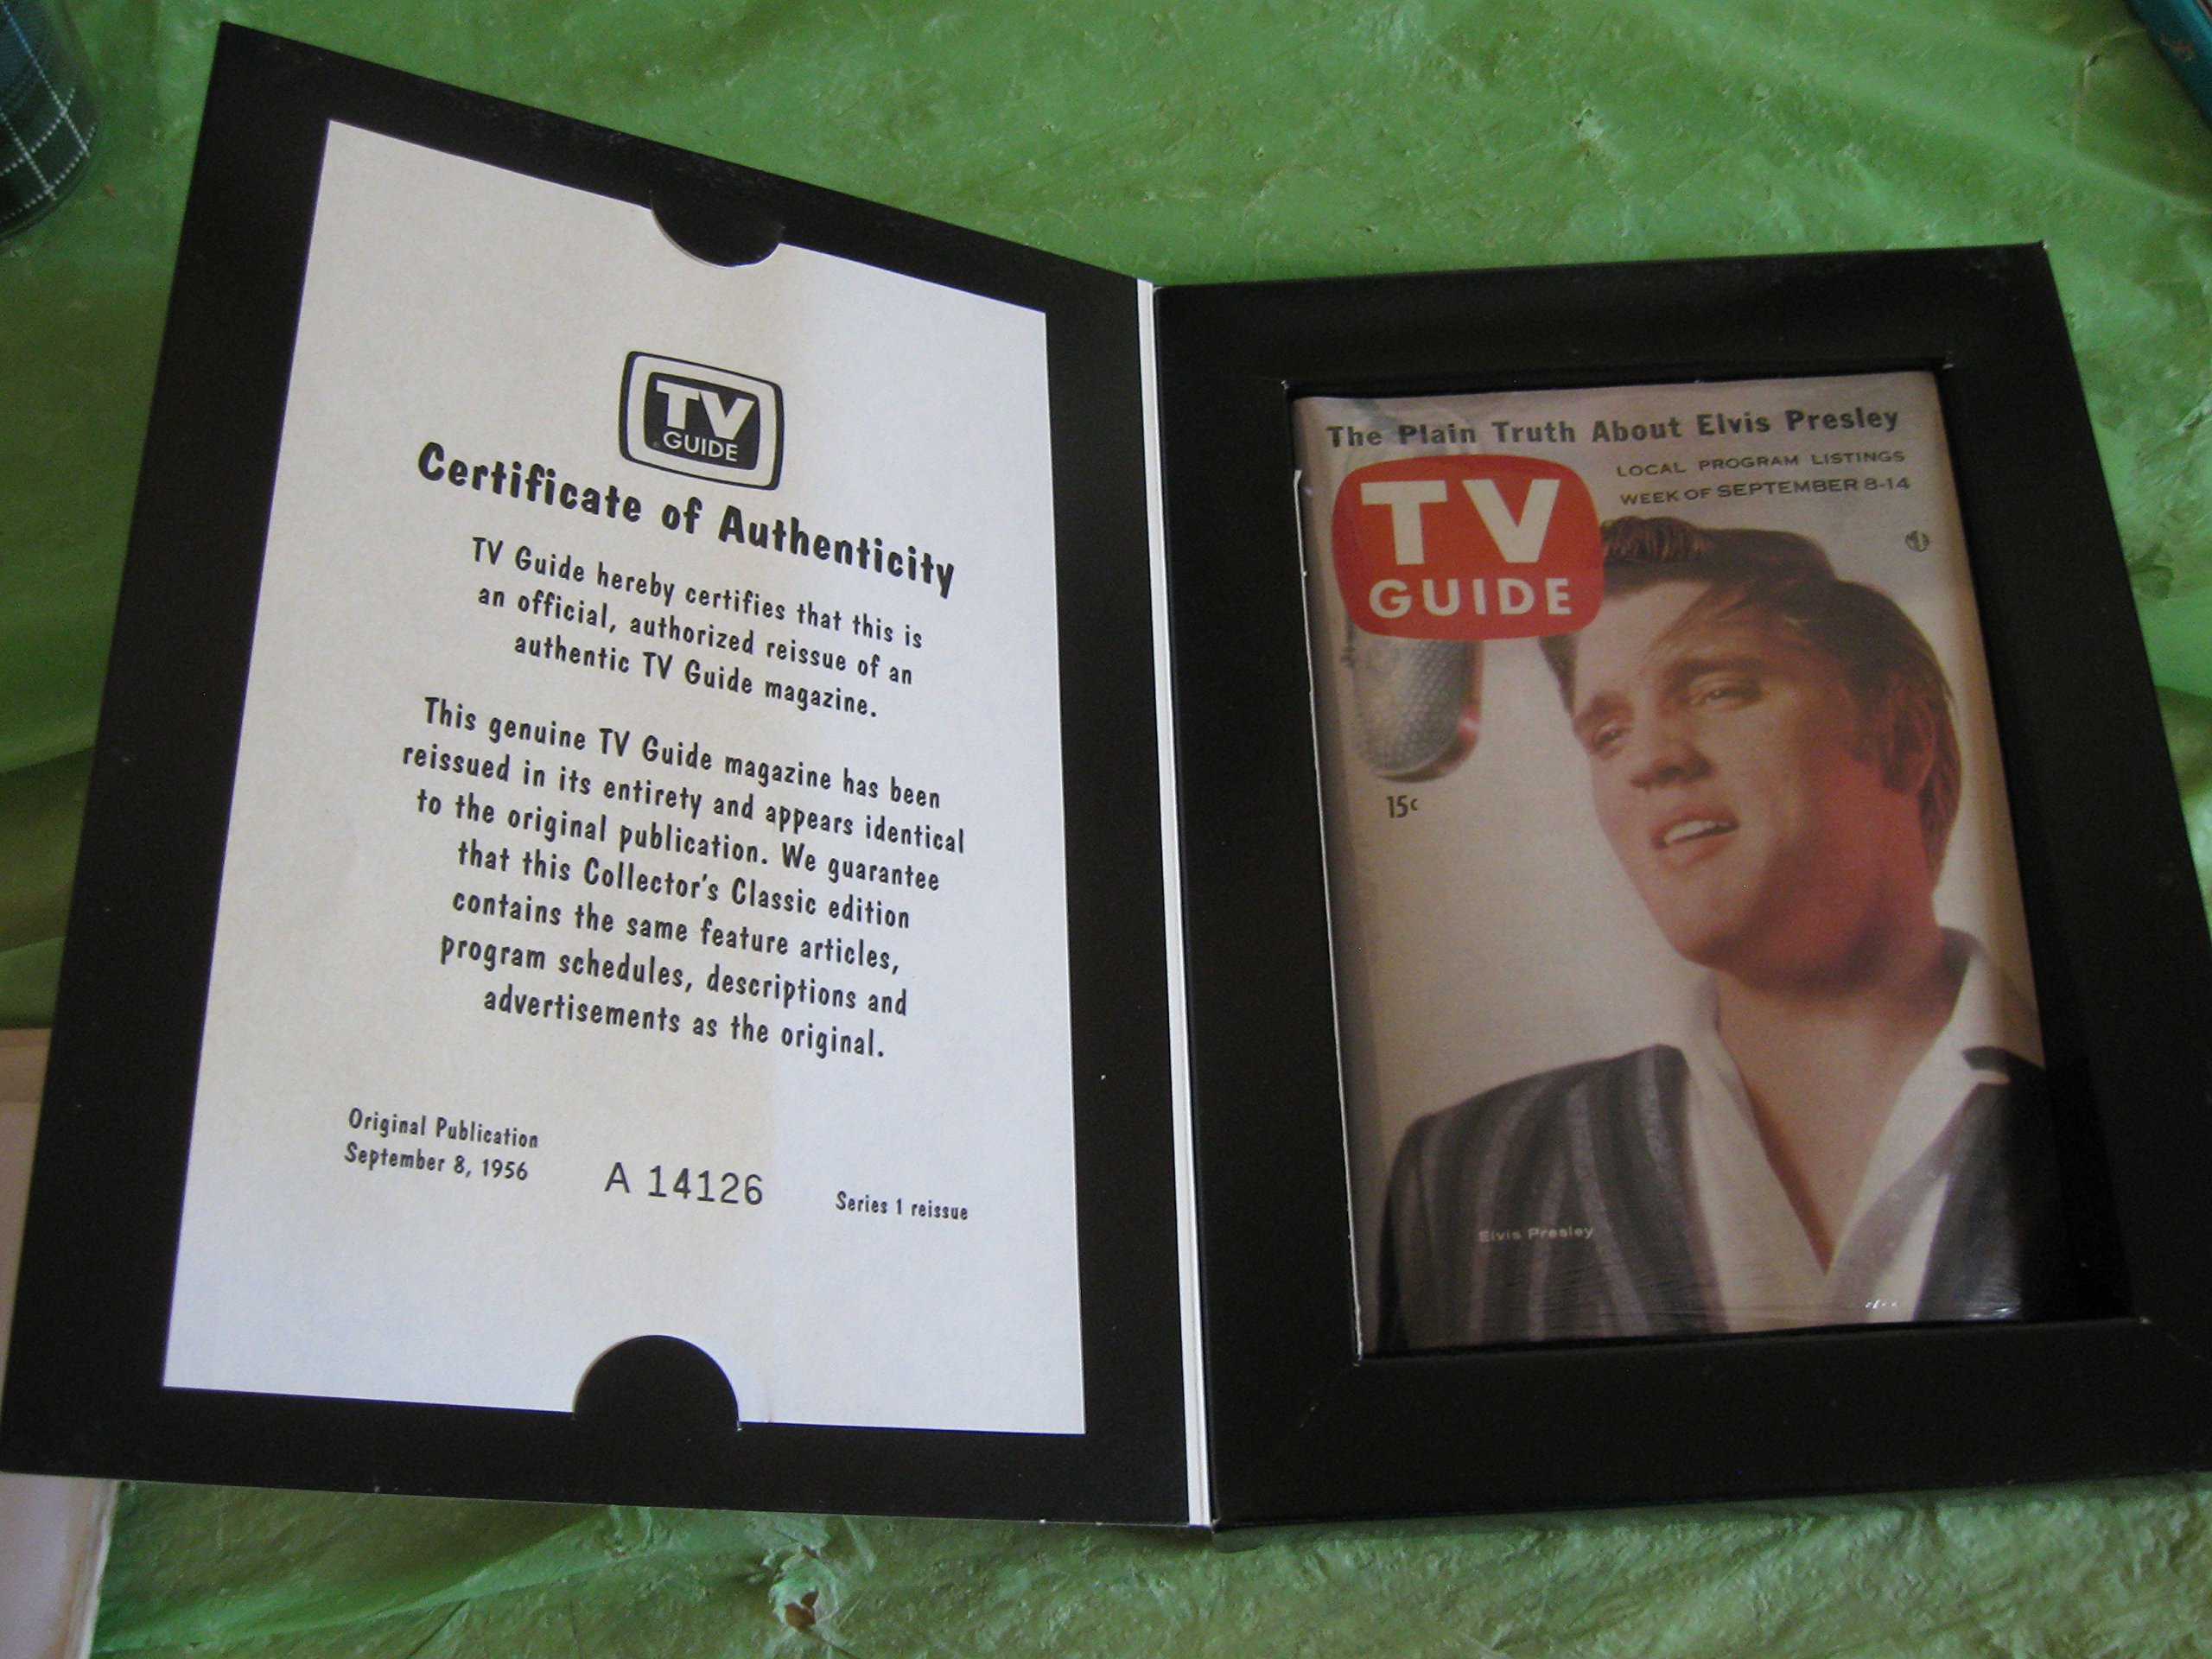 TV
GUIDE
Certificate of Authenticity
TV Guide hereby certifies that this is
an official, authorized reissue of an
authentic TV Guide magazine.
This genuine TV Guide magazine has been
reissued in its entirety and appears identical
to the original publication. We guarantee
that this Collector's Classic edition
contains the same feature articles,
program schedules, descriptions and
advertisements as the original.
Original Publication
September 8, 1956
A 14126
Series 1 reissue
The Plain Truth About Elvis Presley
LOCAL PROGRAM LISTINGS
WEEK OF SEPTEMBER 8-14
TV
GUIDE
15¢
Elvis Presley